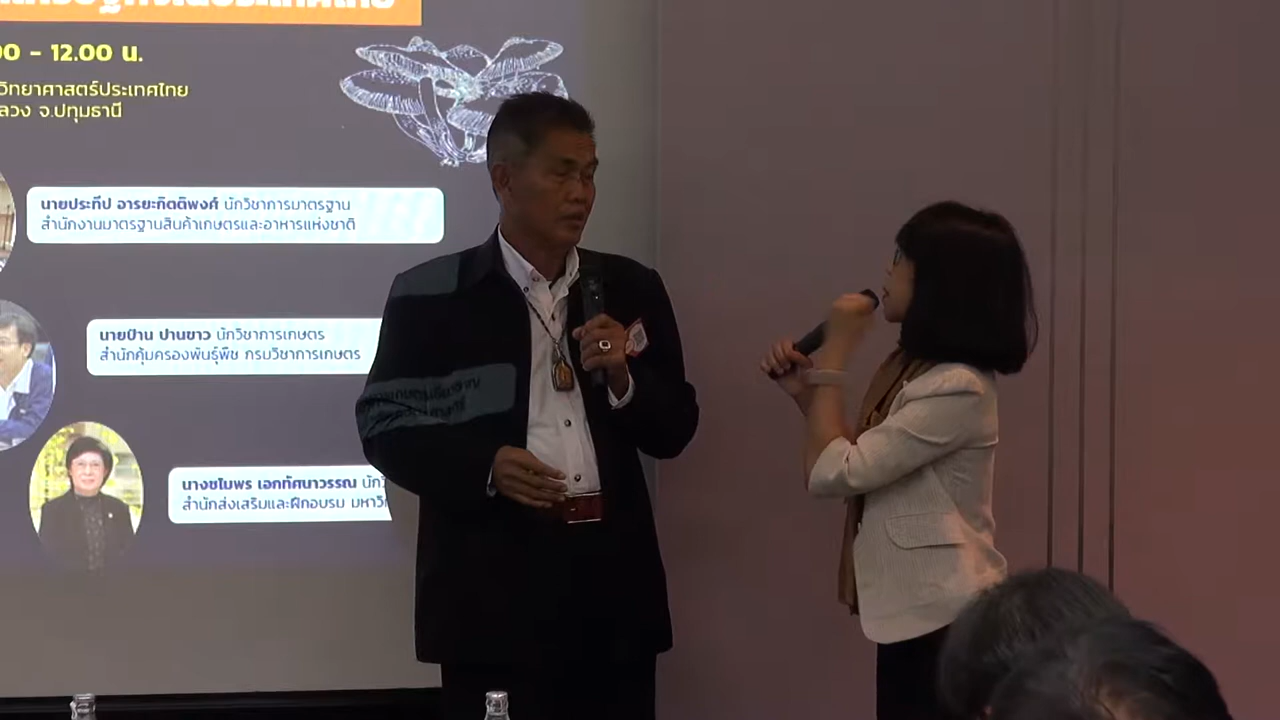 00 - 12.00 น.
วิทยาศาสตร์ประเทศไทย
ลวง จ.ปทุมธานี
นายประทีป อารยะกิตติพงศ์ นักวิชาการมาตรฐาน
สำนักงานมาตรฐานสินค้าเกษตรและอาหารแห่งชาติ
นายป่าน ปานขาว นักวิชาการเกษตร
สำนักคุ้มครองพันธุ์พืช กรมวิชาการเกษตร
นางชไมพร เอกทัศนาวรรณ
สำนักส่งเสริมและฝึกอบรม